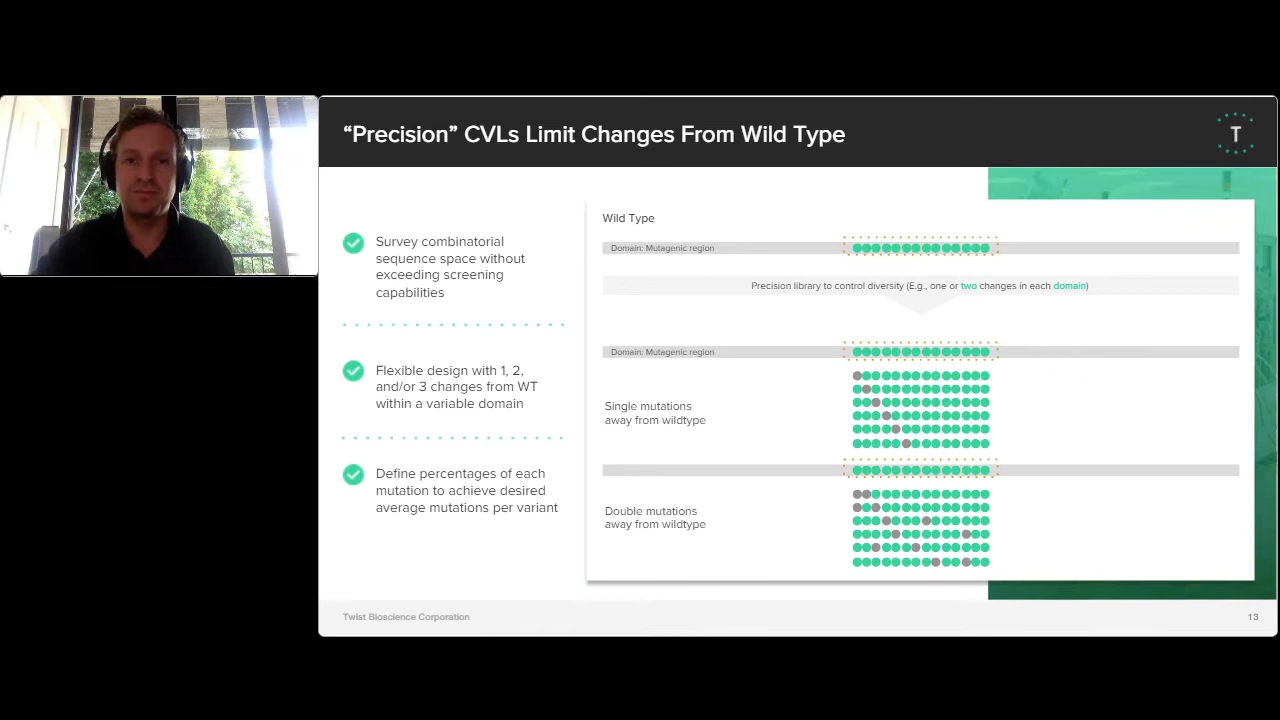 “Precision” CVLs Limit Changes From Wild Type
T
Survey combinatorial
sequence space without
exceeding screening
capabilities
Flexible design with 1, 2,
and/or 3 changes from WT
within a variable domain
Define percentages of each
mutation to achieve desired
average mutations per variant
Wild Type
Domain: Mutagenic region
Precision library to control diversity (E.g., one or two changes in each domain)
Domain: Mutagenic region
Single mutations
away from wildtype
Double mutations
away from wildtype
Twist Bioscience Corporation
13